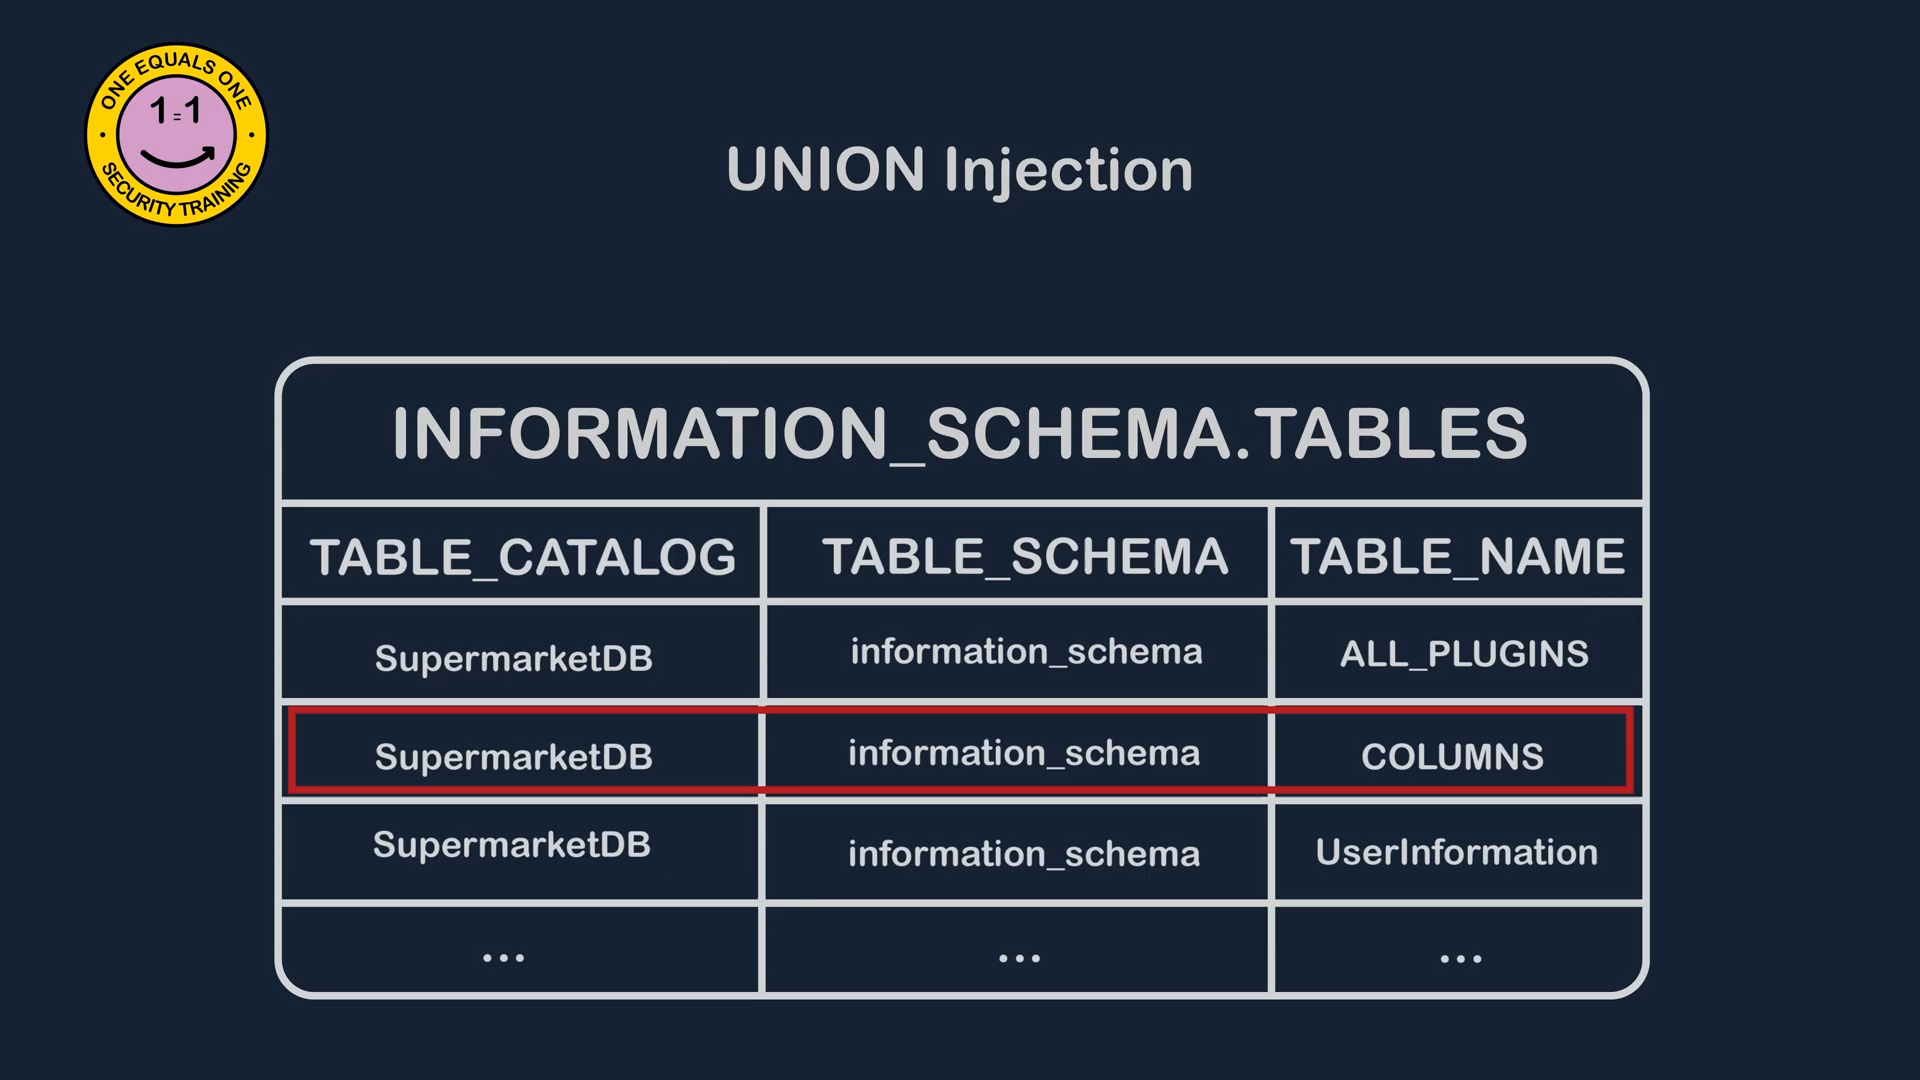 ONE EQUALS ONE
1=1
SECURITY TRAINING
UNION Injection
INFORMATION_SCHEMA.TABLES
TABLE_CATALOG TABLE_SCHEMA TABLE_NAME
SupermarketDB information_schema ALL_PLUGINS
SupermarketDB information_schema COLUMNS
SupermarketDB information_schema UserInformation
... ... ...